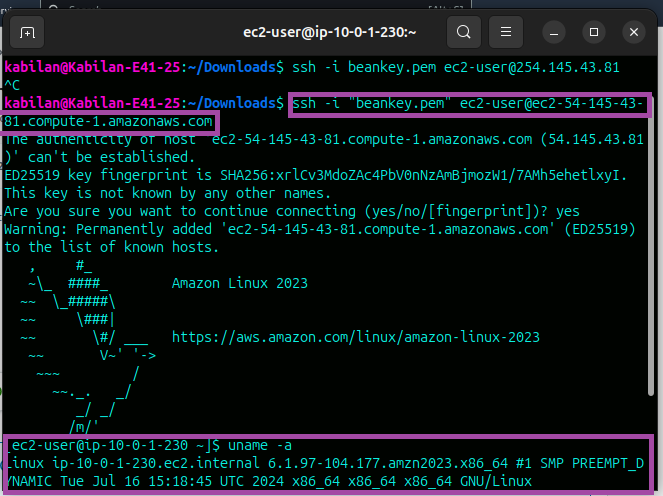 [Alt+S]
ec2-user@ip-10-0-1-230:~
kabilan@Kabilan-E41-25:~/Downloads$ ssh -i beankey.pem ec2-user@254.145.43.81
^C
kabilan@Kabilan-E41-25:~/Downloads$ ssh -i "beankey.pem" ec2-user@ec2-54-145-43-
81.compute-1.amazonaws.com
The authenticity of host 'ec2-54-145-43-81.compute-1.amazonaws.com (54.145.43.81
)' can't be established.
ED25519 key fingerprint is SHA256:xrlCv3MdoZAc4PbV0nNzAmBjmozW1/7AMh5ehetlxyI.
This key is not known by any other names.
Are you sure you want to continue connecting (yes/no/[fingerprint])? yes
Warning: Permanently added 'ec2-54-145-43-81.compute-1.amazonaws.com' (ED25519)
to the list of known hosts.
   ,     #_
   ~\_  ####_        Amazon Linux 2023
  ~~  \_#####\
  ~~     \###|
  ~~       \#/ ___   https://aws.amazon.com/linux/amazon-linux-2023
   ~~       V~' '->
    ~~~         /
      ~~._.   _/
         _/ _/
       /m/'
[ec2-user@ip-10-0-1-230 ~]$ uname -a
Linux ip-10-0-1-230.ec2.internal 6.1.97-104.177.amzn2023.x86_64 #1 SMP PREEMPT_D
YNAMIC Tue Jul 16 15:18:45 UTC 2024 x86_64 x86_64 x86_64 GNU/Linux